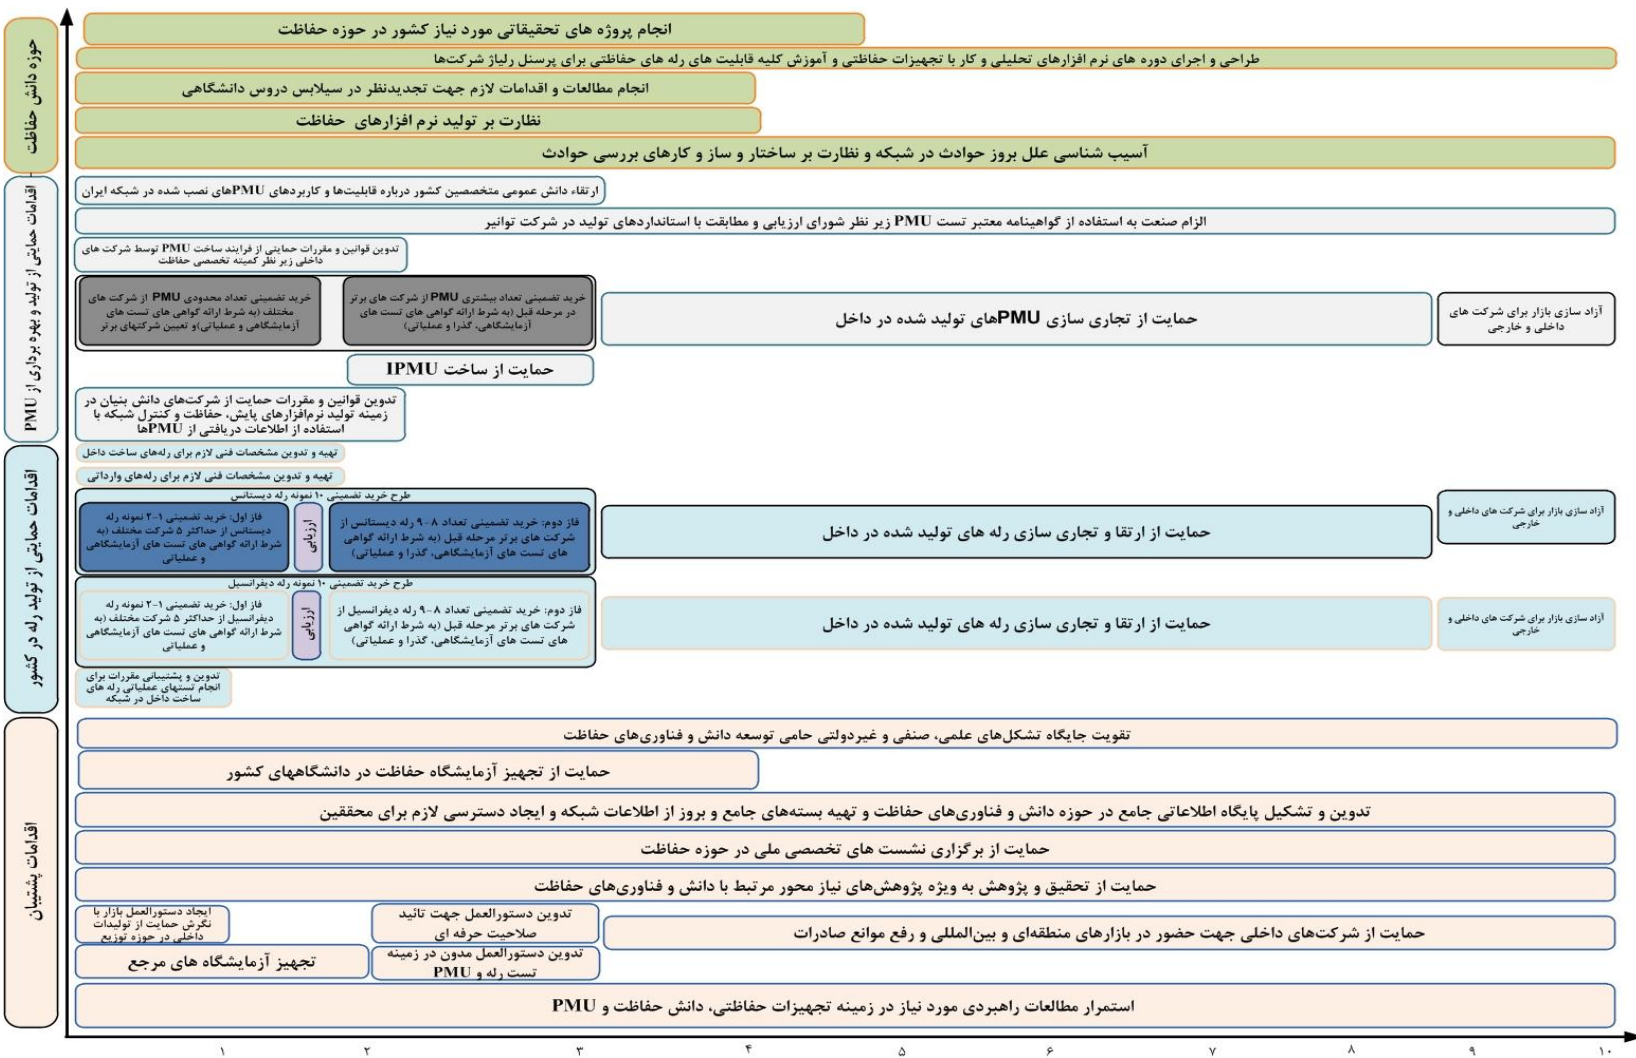 حوزه دانش حفاظت
انجام پروژه های تحقیقاتی مورد نیاز کشور در حوزه حفاظت
طراحی و اجرای دوره های نرم افزارهای تحلیلی و کار با تجهیزات حفاظتی و آموزش کلیه قابلیت های رله های حفاظتی برای پرسنل رلیاژ شرکت‌ها
انجام مطالعات و اقدامات لازم جهت تجدیدنظر در سیلابس دروس دانشگاهی
نظارت بر تولید نرم افزارهای حفاظت
آسیب شناسی علل بروز حوادث در شبکه و نظارت بر ساختار و ساز و کارهای بررسی حوادث
اقدامات حمایتی از تولید و بهره برداری از PMU
ارتقاء دانش عمومی متخصصین کشور درباره قابلیت‌ها و کاربردهای PMUهای نصب شده در شبکه ایران
الزام صنعت به استفاده از گواهینامه معتبر تست PMU زیر نظر شورای ارزیابی و مطابقت با استانداردهای تولید در شرکت توانیر
تدوین قوانین و مقررات حمایتی از فرایند ساخت PMU توسط شرکت های
داخلی زیر نظر کمیته تخصصی حفاظت
خرید تضمینی تعداد محدودی PMU از شرکت های
مختلف (به شرط ارائه گواهی های تست های
آزمایشگاهی و عملیاتی)و تعیین شرکتهای برتر
خرید تضمینی تعداد بیشتری PMU از شرکت های برتر
در مرحله قبل (به شرط ارائه گواهی های تست های
آزمایشگاهی، گذرا و عملیاتی)
حمایت از تجاری سازی PMUهای تولید شده در داخل
آزاد سازی بازار برای شرکت های
داخلی و خارجی
حمایت از ساخت IPMU
تدوین قوانین و مقررات حمایت از شرکت‌های دانش بنیان در
زمینه تولید نرم‌افزارهای پایش، حفاظت و کنترل شبکه با
استفاده از اطلاعات دریافتی از PMUها
اقدامات حمایتی از تولید رله در کشور
تهیه و تدوین مشخصات فنی لازم برای رله‌های ساخت داخل
تهیه و تدوین مشخصات فنی لازم برای رله‌های وارداتی
طرح خرید تضمینی ۱۰ نمونه رله دیستانس
فاز اول: خرید تضمینی ۱-۲ نمونه رله
دیستانس از حداکثر ۵ شرکت مختلف (به
شرط ارائه گواهی های تست های آزمایشگاهی
و عملیاتی
ارزیابی
فاز دوم: خرید تضمینی تعداد ۸-۹ رله دیستانس از
شرکت های برتر مرحله قبل (به شرط ارائه گواهی
های تست های آزمایشگاهی، گذرا و عملیاتی)
حمایت از ارتقا و تجاری سازی رله های تولید شده در داخل
آزاد سازی بازار برای شرکت های داخلی و
خارجی
طرح خرید تضمینی ۱۰ نمونه رله دیفرانسیل
فاز اول: خرید تضمینی ۱-۲ نمونه رله
دیفرانسیل از حداکثر ۵ شرکت مختلف (به
شرط ارائه گواهی های تست های آزمایشگاهی
و عملیاتی
ارزیابی
فاز دوم: خرید تضمینی تعداد ۸-۹ رله دیفرانسیل از
شرکت های برتر مرحله قبل (به شرط ارائه گواهی
های تست های آزمایشگاهی، گذرا و عملیاتی)
حمایت از ارتقا و تجاری سازی رله های تولید شده در داخل
آزاد سازی بازار برای شرکت های داخلی و
خارجی
تدوین و پشتیبانی مقررات برای
انجام تستهای عملیاتی رله های
ساخت داخل در شبکه
اقدامات پشتیبان
تقویت جایگاه تشکل‌های علمی، صنفی و غیردولتی حامی توسعه دانش و فناوری‌های حفاظت
حمایت از تجهیز آزمایشگاه حفاظت در دانشگاههای کشور
تدوین و تشکیل پایگاه اطلاعاتی جامع در حوزه دانش و فناوری‌های حفاظت و تهیه بسته‌های جامع و بروز از اطلاعات شبکه و ایجاد دسترسی لازم برای محققین
حمایت از برگزاری نشست های تخصصی ملی در حوزه حفاظت
حمایت از تحقیق و پژوهش به ویژه پژوهش‌های نیاز محور مرتبط با دانش و فناوری‌های حفاظت
ایجاد دستورالعمل بازار با
نگرش حمایت از تولیدات
داخلی در حوزه توزیع
تدوین دستورالعمل جهت تائید
صلاحیت حرفه ای
حمایت از شرکت‌های داخلی جهت حضور در بازارهای منطقه‌ای و بین‌المللی و رفع موانع صادرات
تجهیز آزمایشگاه های مرجع
تدوین دستورالعمل مدون در زمینه
تست رله و PMU
استمرار مطالعات راهبردی مورد نیاز در زمینه تجهیزات حفاظتی، دانش حفاظت و PMU
۱ ۲ ۳ ۴ ۵ ۶ ۷ ۸ ۹ ۱۰